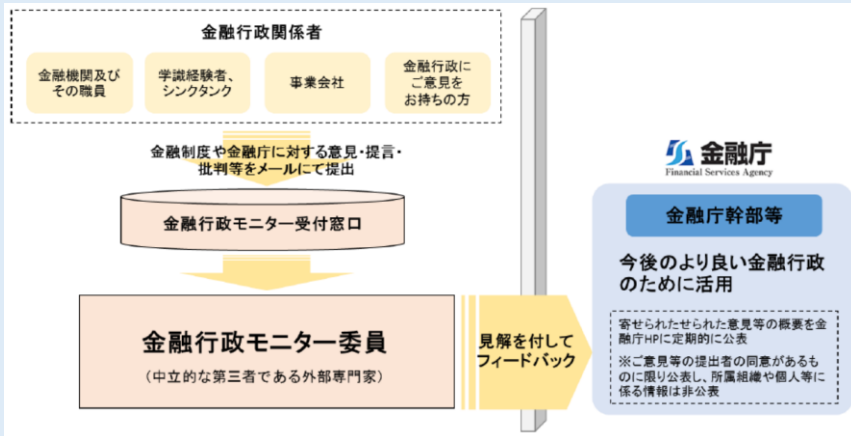 金融行政関係者
金融機関及び
その職員
学識経験者、
シンクタンク
事業会社
金融行政に
ご意見を
お持ちの方
金融制度や金融庁に対する意見・提言・
批判等をメールにて提出
金融行政モニター受付窓口
金融行政モニター委員
（中立的な第三者である外部専門家）
見解を付して
フィードバック
金融庁
Financial Services Agency
金融庁幹部等
今後のより良い金融行政
のために活用
寄せられたせられた意見等の概要を金
融庁HPに定期的に公表
※ご意見等の提出者の同意があるも
のに限り公表し、所属組織や個人等に
係る情報は非公表